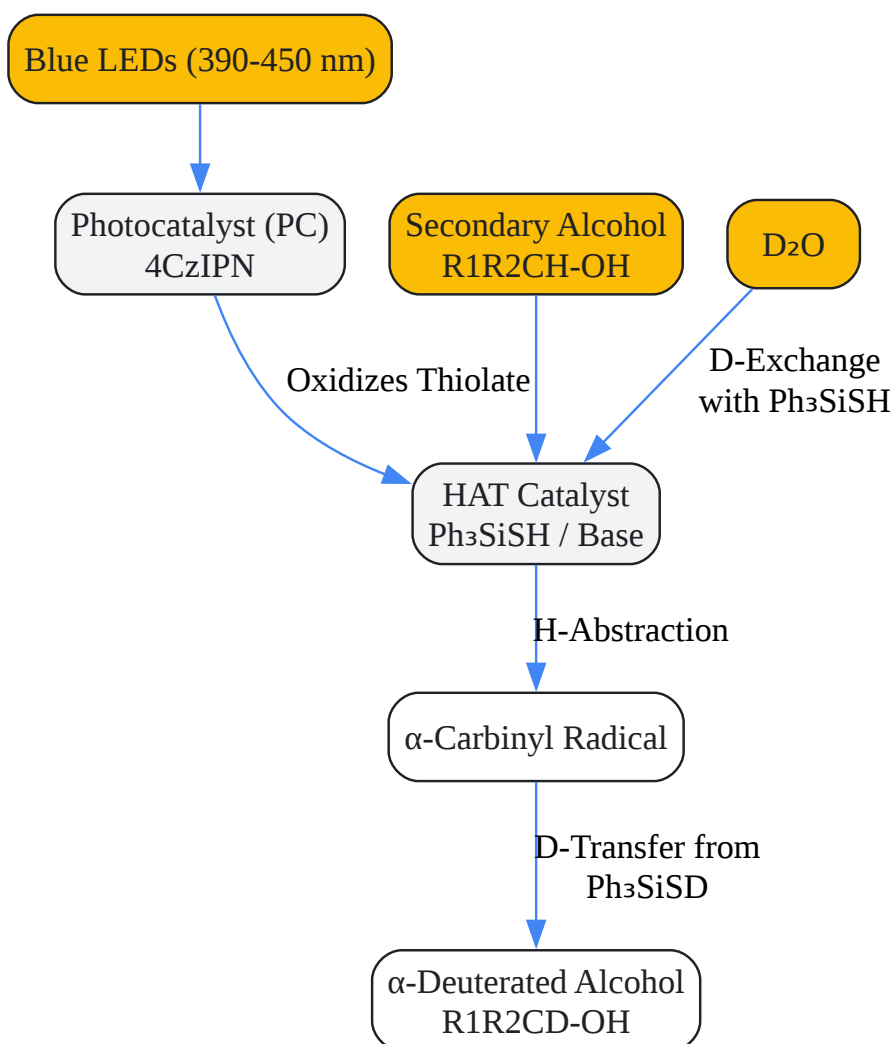 Blue LEDs (390-450 nm)
Photocatalyst (PC)
4CzIPN
Secondary Alcohol
R1R2CH-OH
D₂O
Oxidizes Thiolate
D-Exchange
with Ph₃SiSH
HAT Catalyst
Ph₃SiSH / Base
H-Abstraction
α-Carbinyl Radical
D-Transfer from
Ph₃SiSD
α-Deuterated Alcohol
R1R2CD-OH